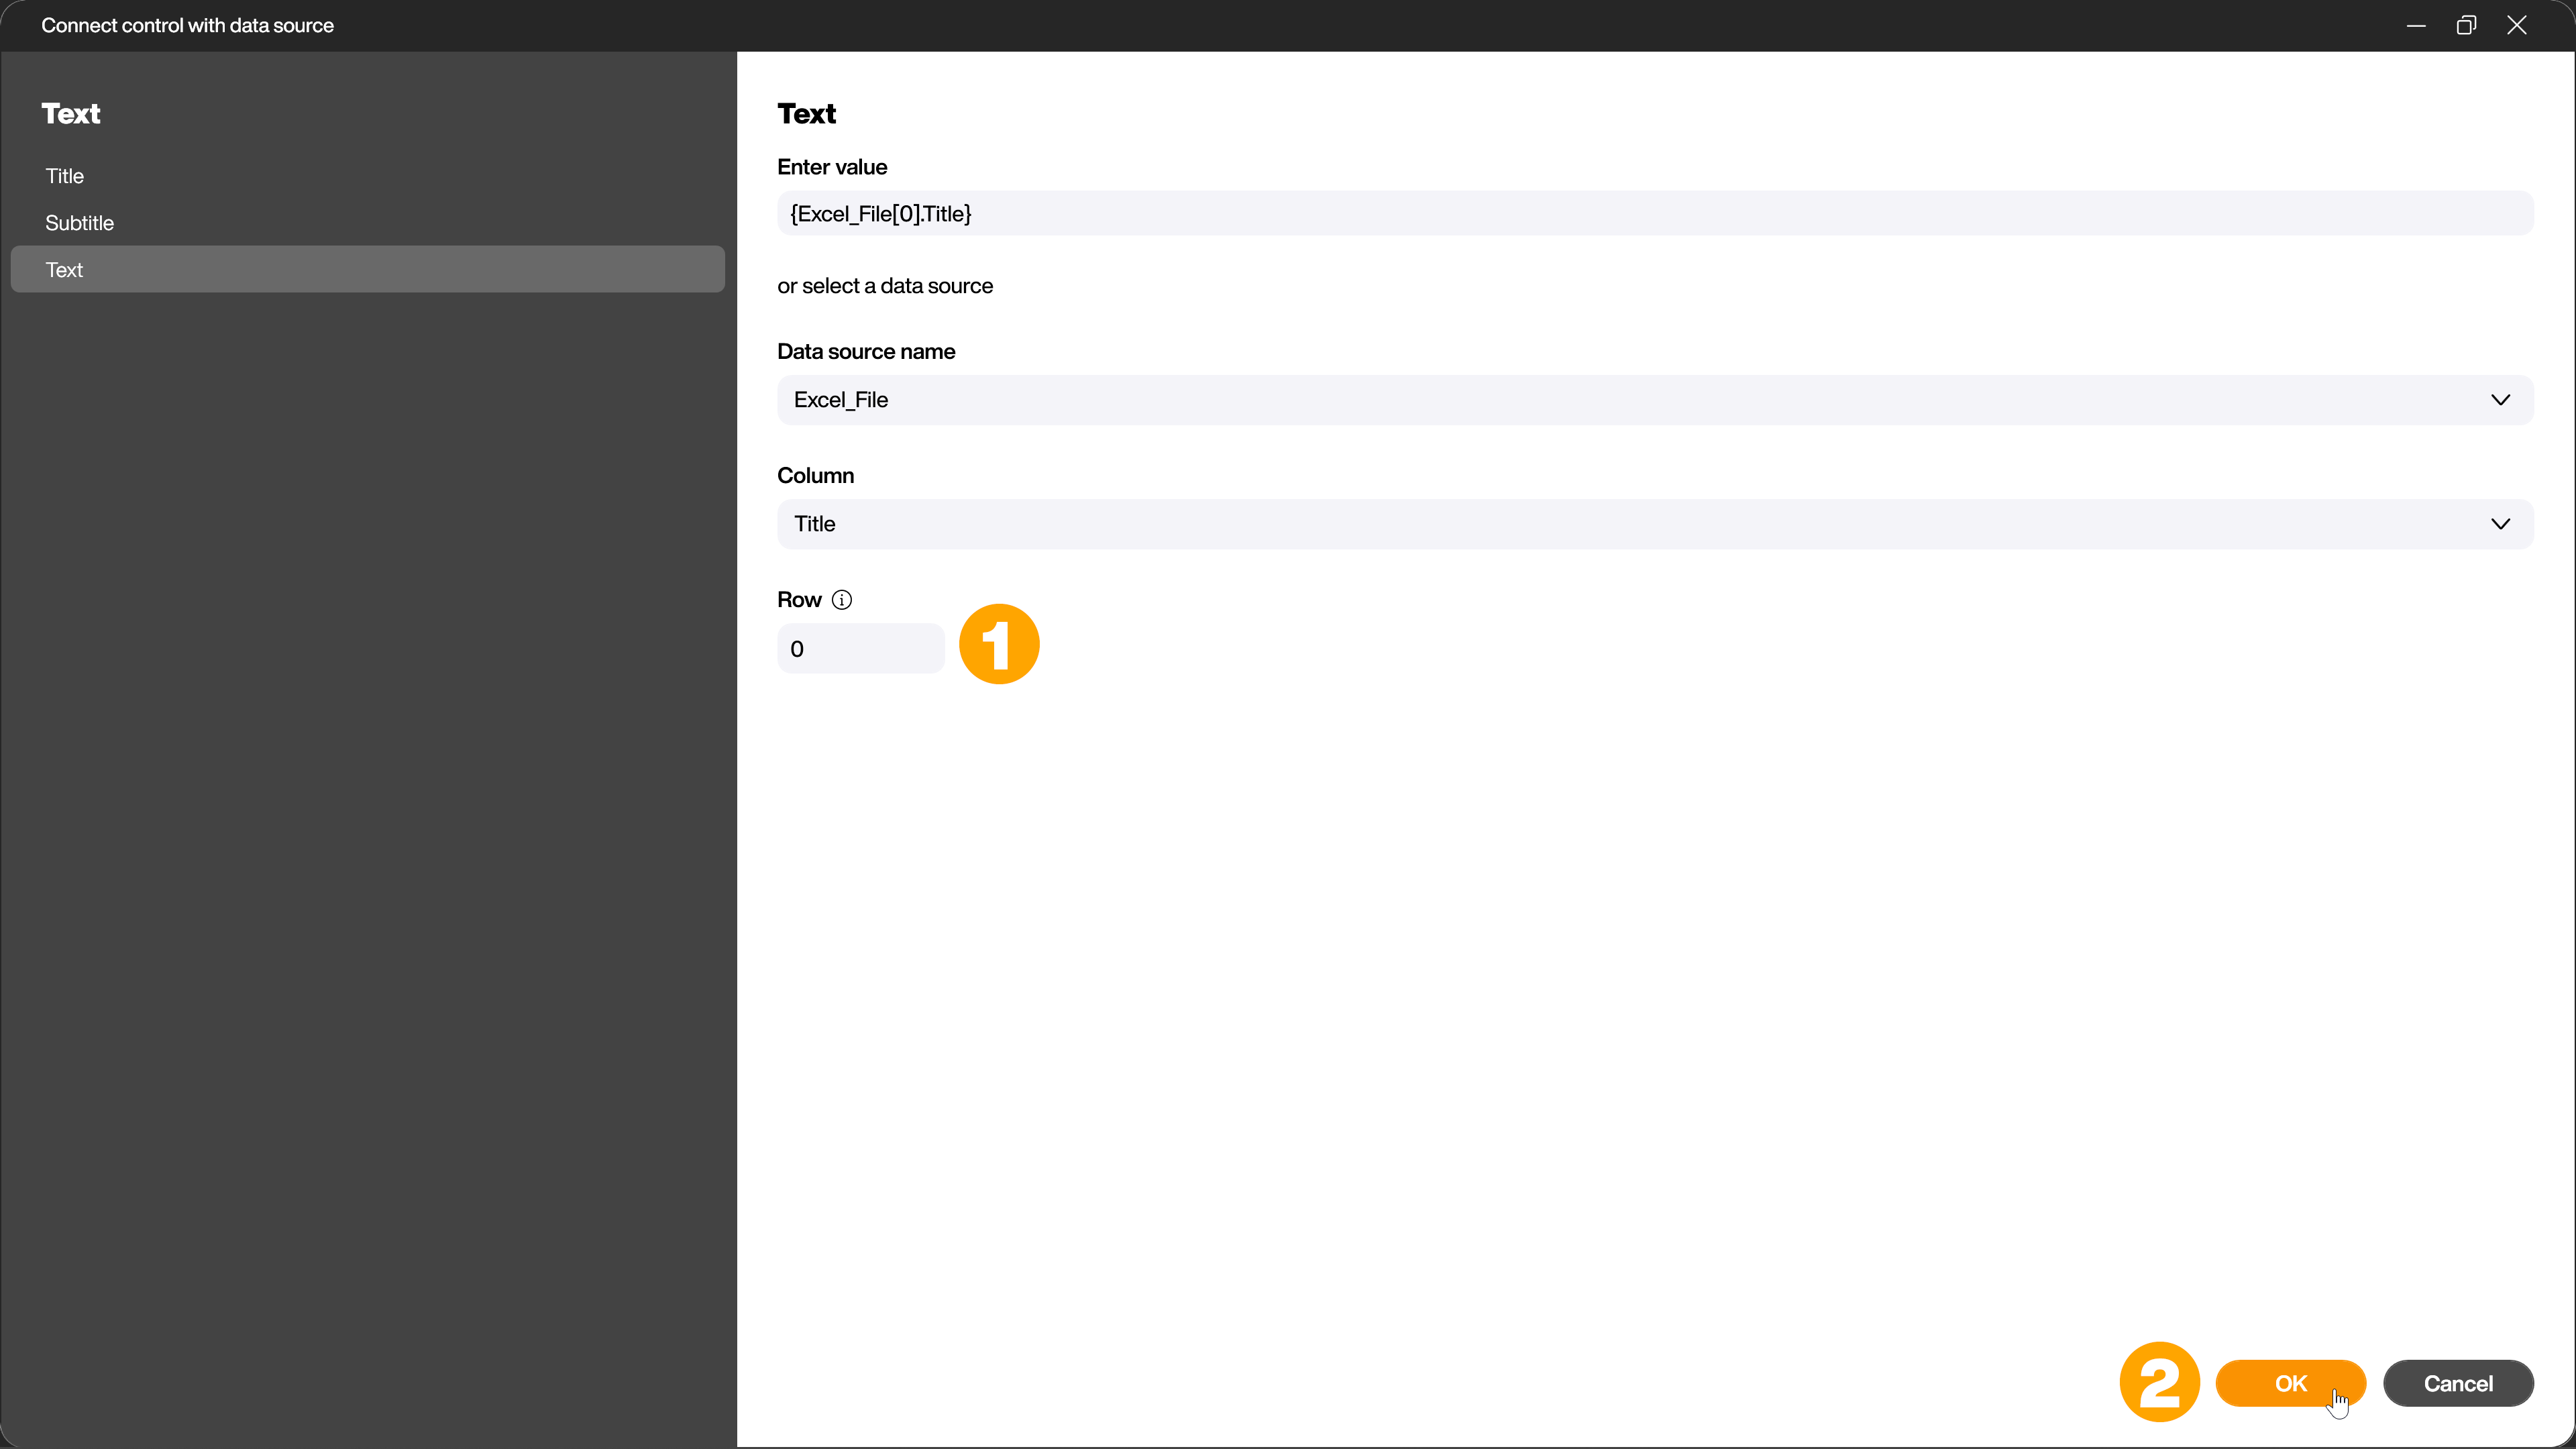 Connect control with data source
Text
Title
Subtitle
Text
Text
Enter value
{Excel_File[0].Title}
or select a data source
Data source name
Excel_File
Column
Title
Row
0
1
2
OK
Cancel